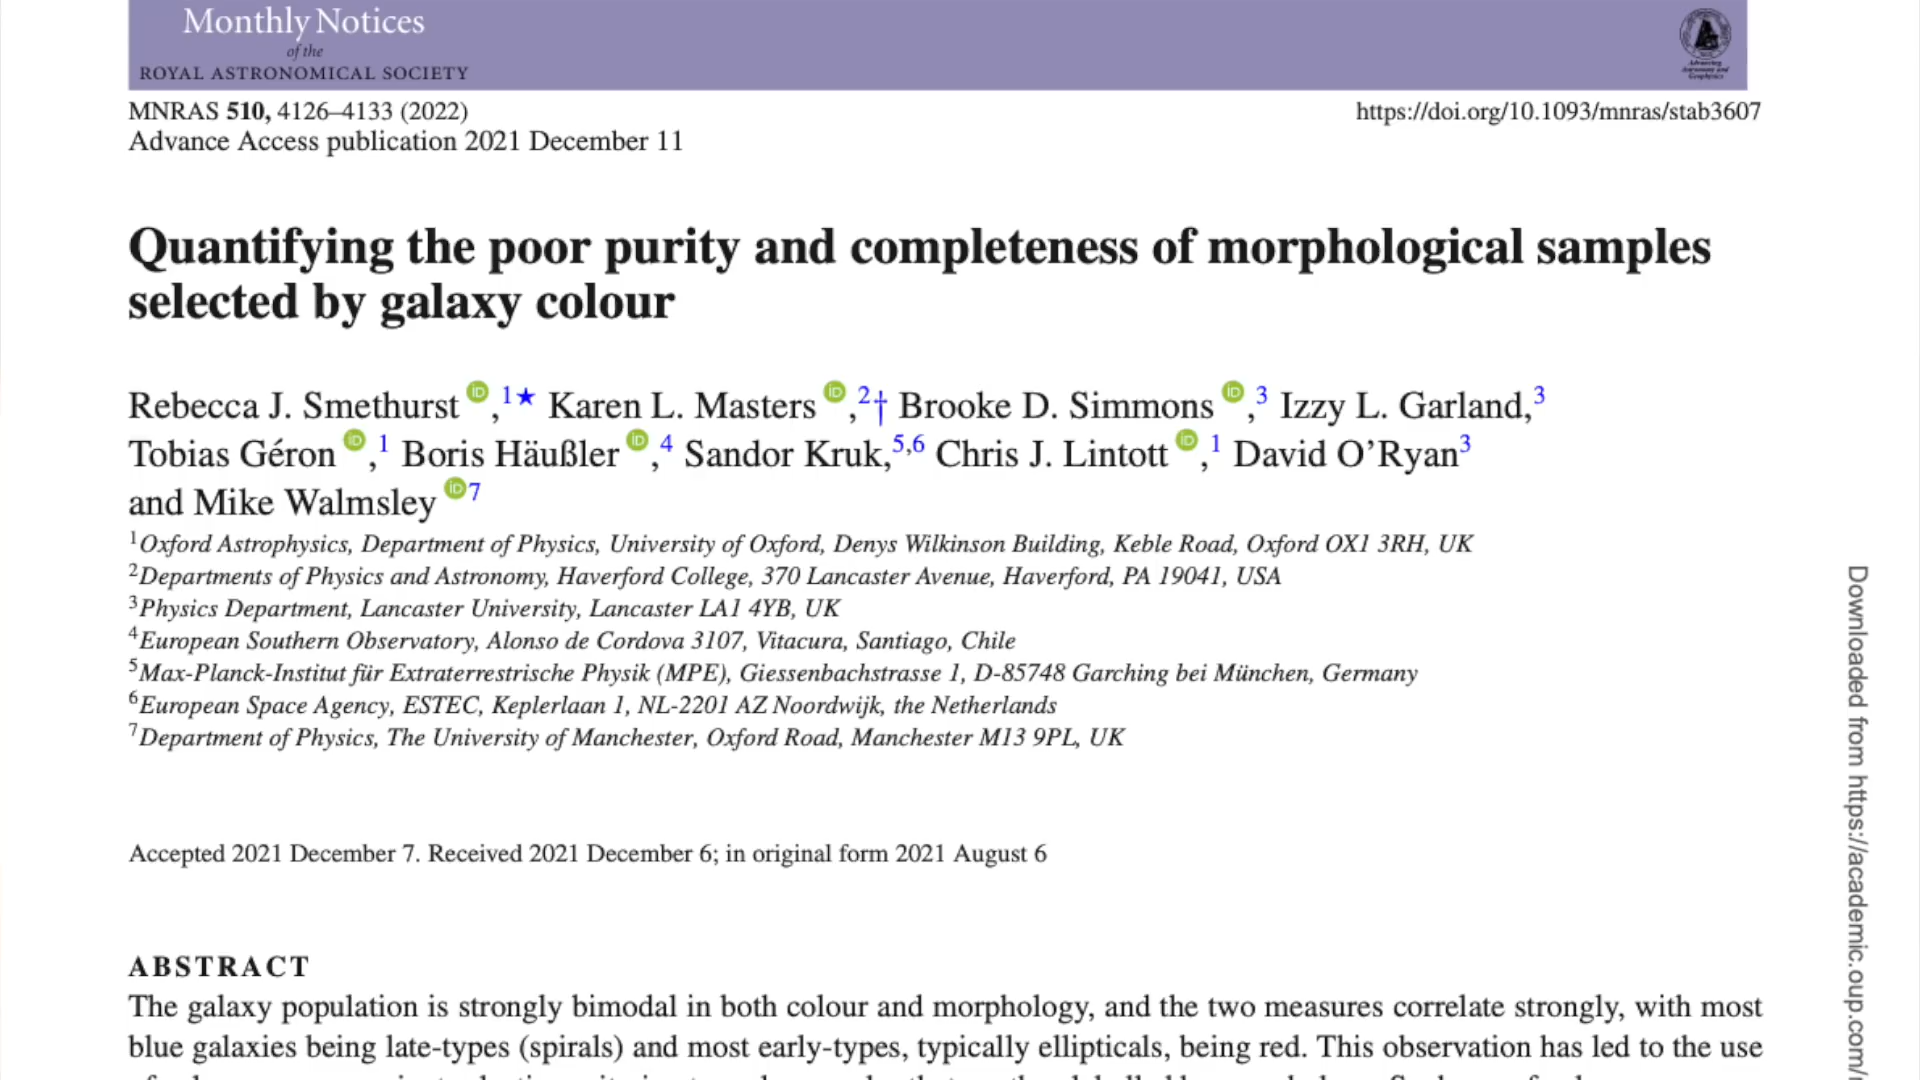 Monthly Notices
of the
ROYAL ASTRONOMICAL SOCIETY
Advancing
Astronomy and
Geophysics
MNRAS 510, 4126–4133 (2022)
https://doi.org/10.1093/mnras/stab3607
Advance Access publication 2021 December 11
Quantifying the poor purity and completeness of morphological samples
selected by galaxy colour
Rebecca J. Smethurst iD,1★ Karen L. Masters iD,2† Brooke D. Simmons iD,3 Izzy L. Garland,3
Tobias Géron iD,1 Boris Häußler iD,4 Sandor Kruk,5,6 Chris J. Lintott iD,1 David O’Ryan3
and Mike Walmsley iD7
1Oxford Astrophysics, Department of Physics, University of Oxford, Denys Wilkinson Building, Keble Road, Oxford OX1 3RH, UK
2Departments of Physics and Astronomy, Haverford College, 370 Lancaster Avenue, Haverford, PA 19041, USA
3Physics Department, Lancaster University, Lancaster LA1 4YB, UK
4European Southern Observatory, Alonso de Cordova 3107, Vitacura, Santiago, Chile
5Max-Planck-Institut für Extraterrestrische Physik (MPE), Giessenbachstrasse 1, D-85748 Garching bei München, Germany
6European Space Agency, ESTEC, Keplerlaan 1, NL-2201 AZ Noordwijk, the Netherlands
7Department of Physics, The University of Manchester, Oxford Road, Manchester M13 9PL, UK
Accepted 2021 December 7. Received 2021 December 6; in original form 2021 August 6
ABSTRACT
The galaxy population is strongly bimodal in both colour and morphology, and the two measures correlate strongly, with most
blue galaxies being late-types (spirals) and most early-types, typically ellipticals, being red. This observation has led to the use
Downloaded from https://academic.oup.com/